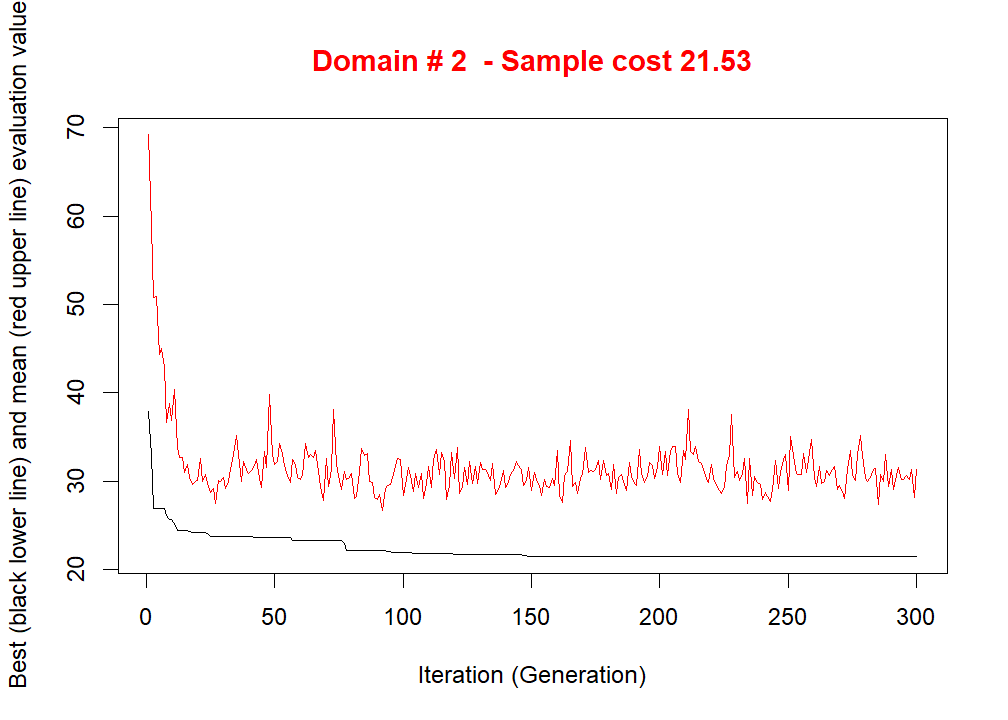 Domain # 2  - Sample cost 21.53
Best (black lower line) and mean (red upper line) evaluation value
70
60
50
40
30
20
0 50 100 150 200 250 300
Iteration (Generation)